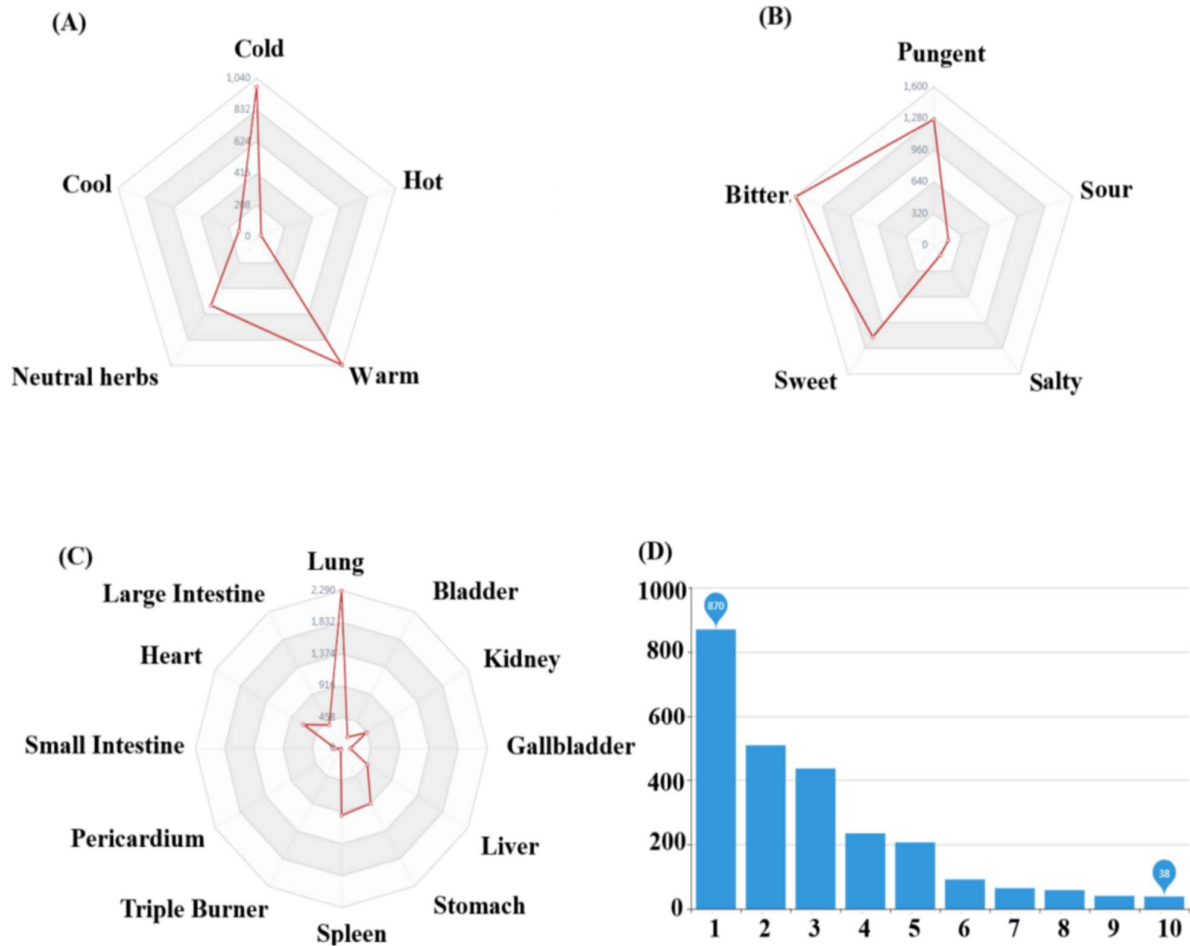 (A)
Cold
1,040
832
624
416
208
0
Cool
Hot
Neutral herbs
Warm
(B)
Pungent
1,600
1,280
960
640
320
0
Bitter
Sour
Sweet
Salty
(C)
Lung
2,290
1,832
1,374
916
458
Large Intestine
Bladder
Heart
Kidney
Small Intestine
Gallbladder
Pericardium
Liver
Triple Burner
Stomach
Spleen
(D)
1000
800
600
400
200
0
870
38
1 2 3 4 5 6 7 8 9 10